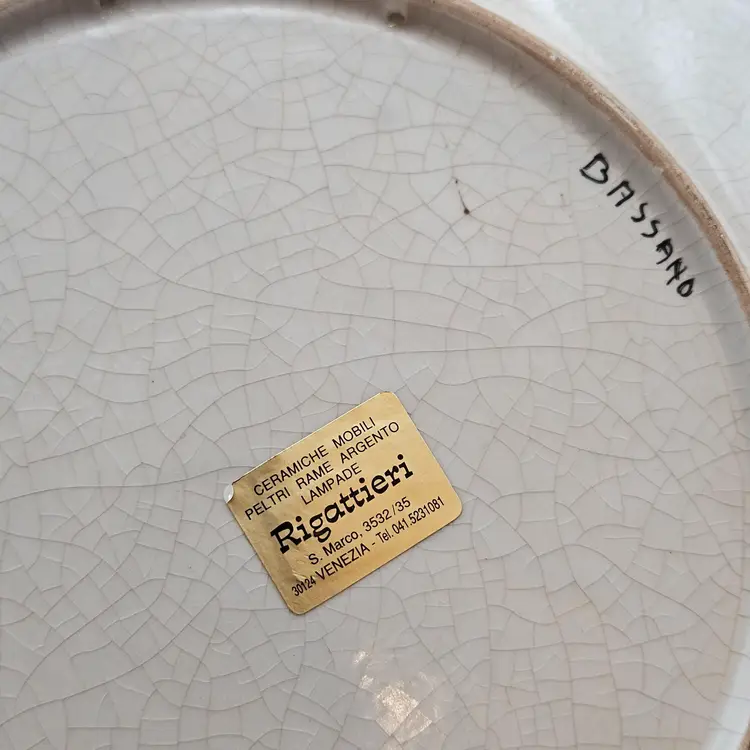 BASSANO
CERAMICHE MOBILI
PELTRI RAME ARGENTO
LAMPADE
Rigattieri
S. Marco, 3532/35
30124 VENEZIA - Tel. 041.5231081